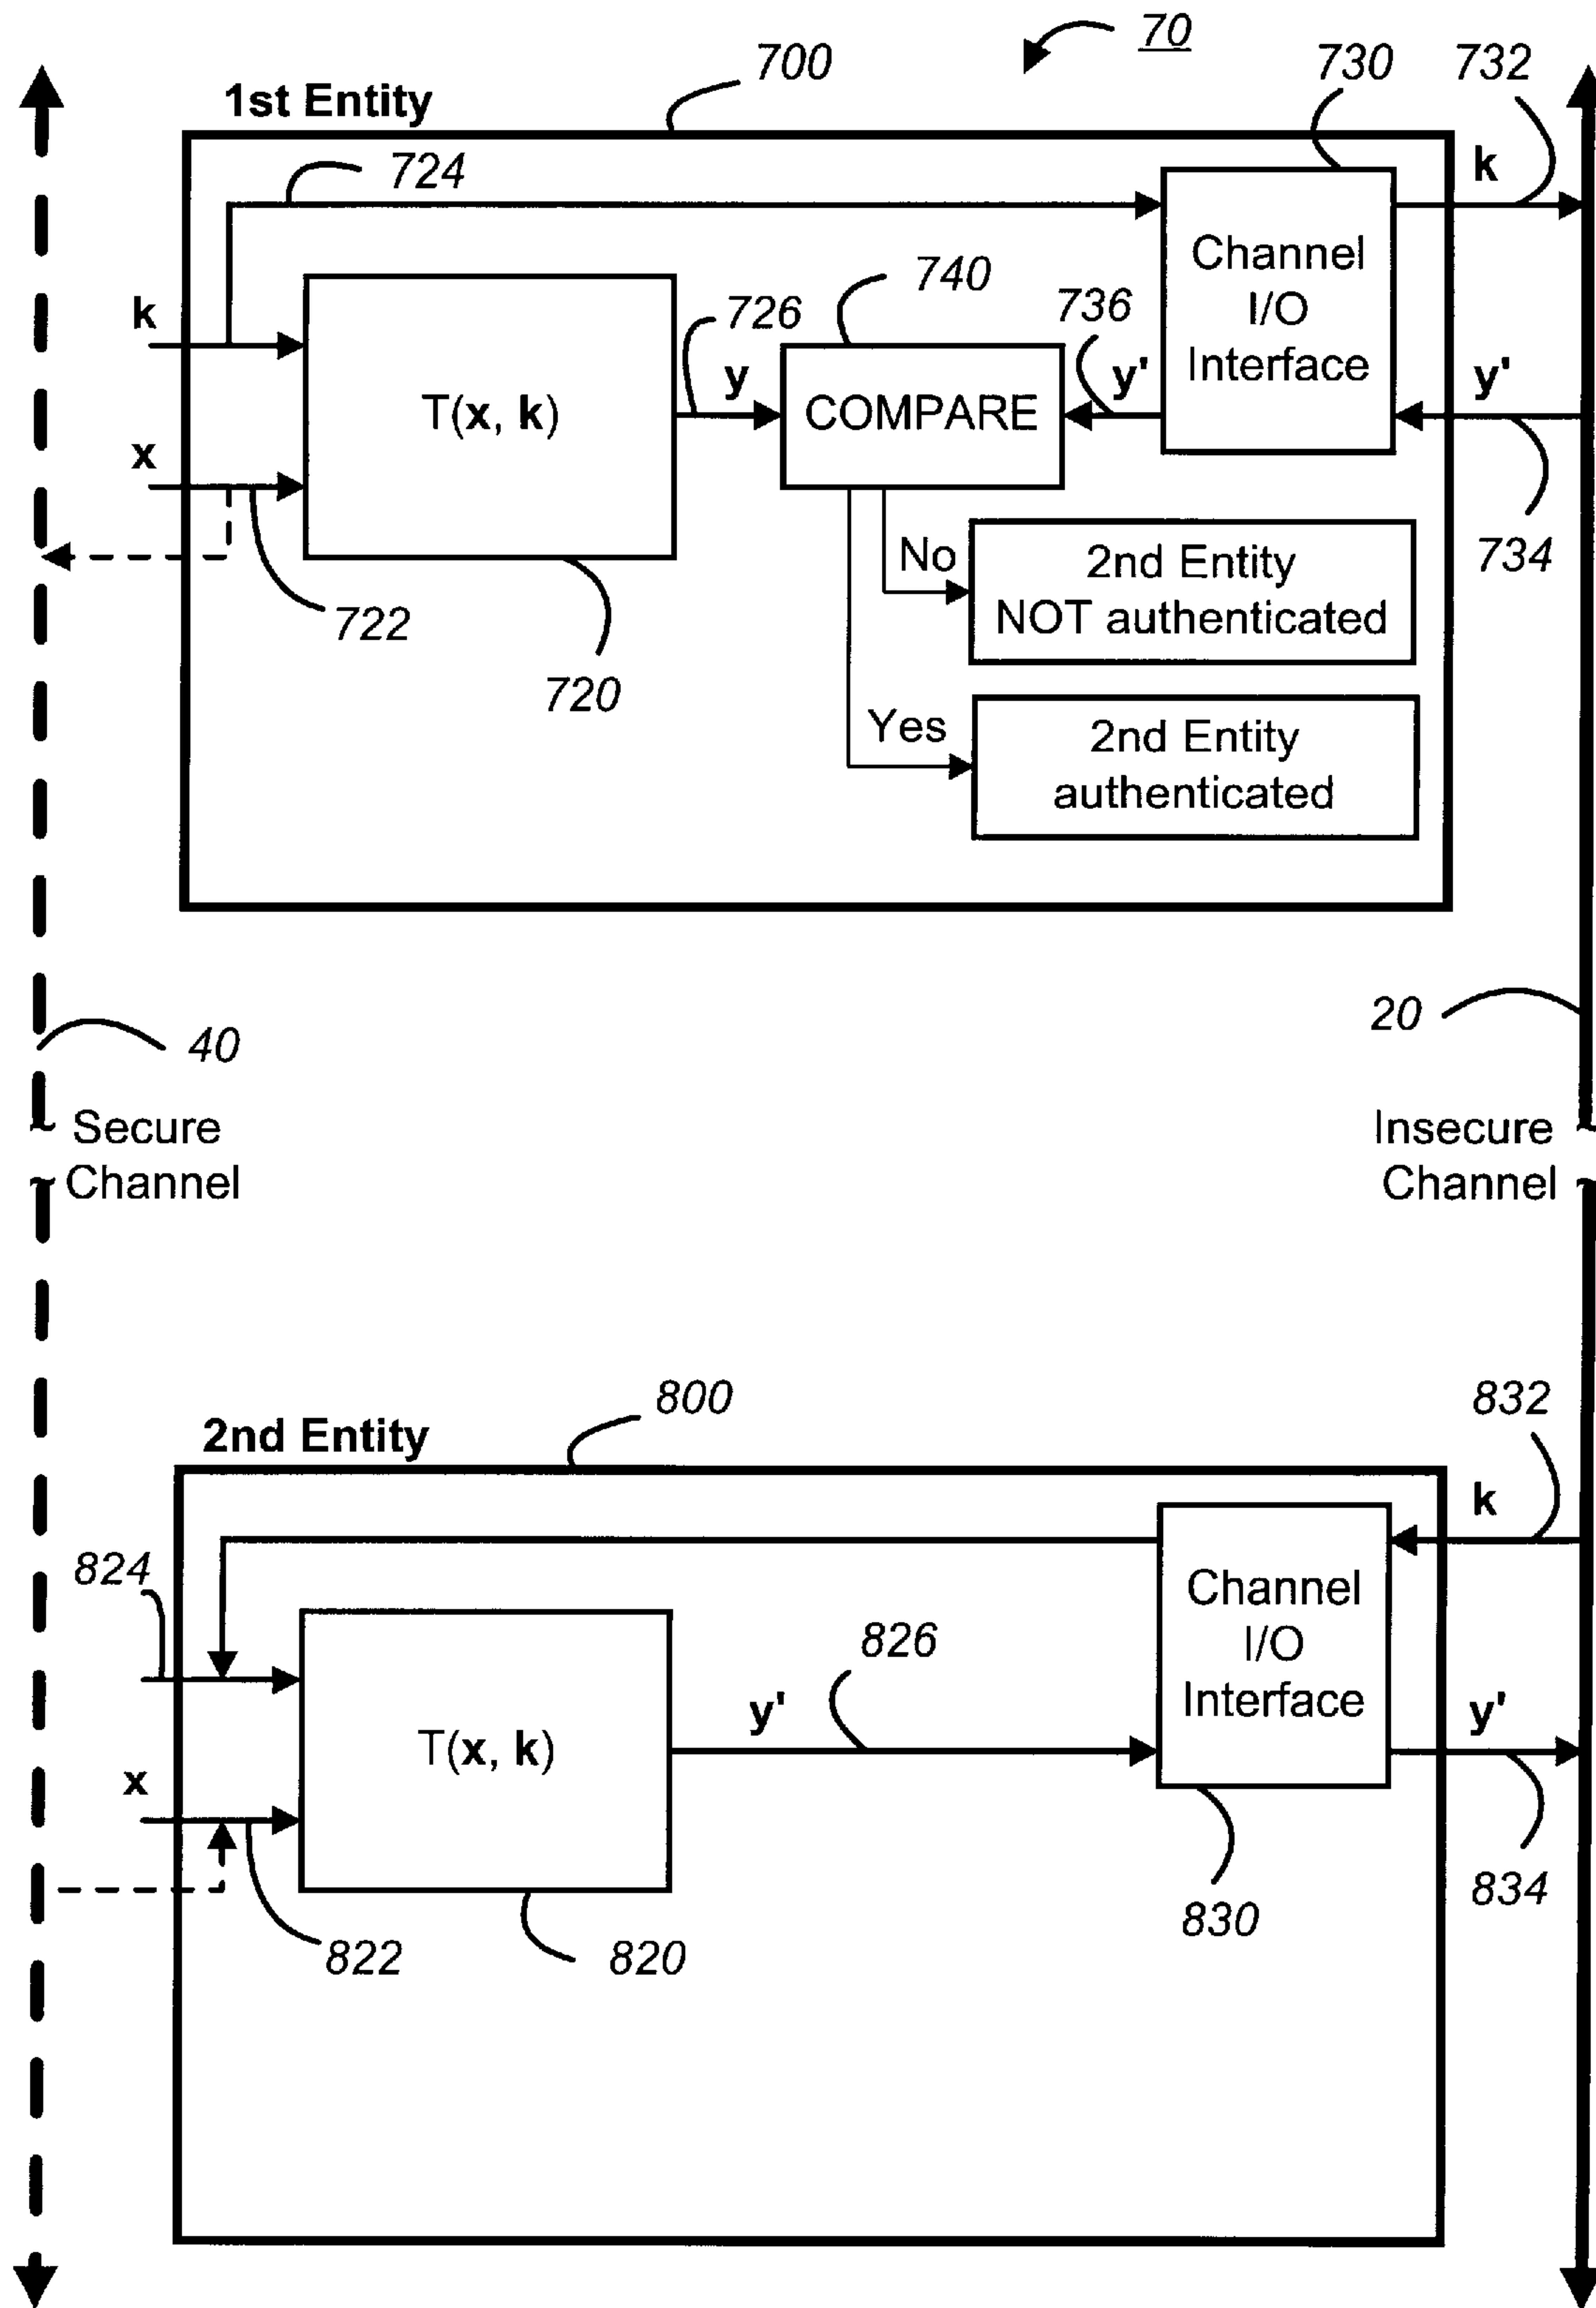 70
700
730
732
1st Entity
724
k
740
Channel
I/O
Interface
k
726
736
y
y'
y'
T(x, k)
COMPARE
x
734
No
2nd Entity
NOT authenticated
722
720
Yes
2nd Entity
authenticated
20
40
Secure
Channel
Insecure
Channel
800
832
2nd Entity
k
824
Channel
I/O
Interface
826
y'
y'
T(x, k)
x
834
830
822
820